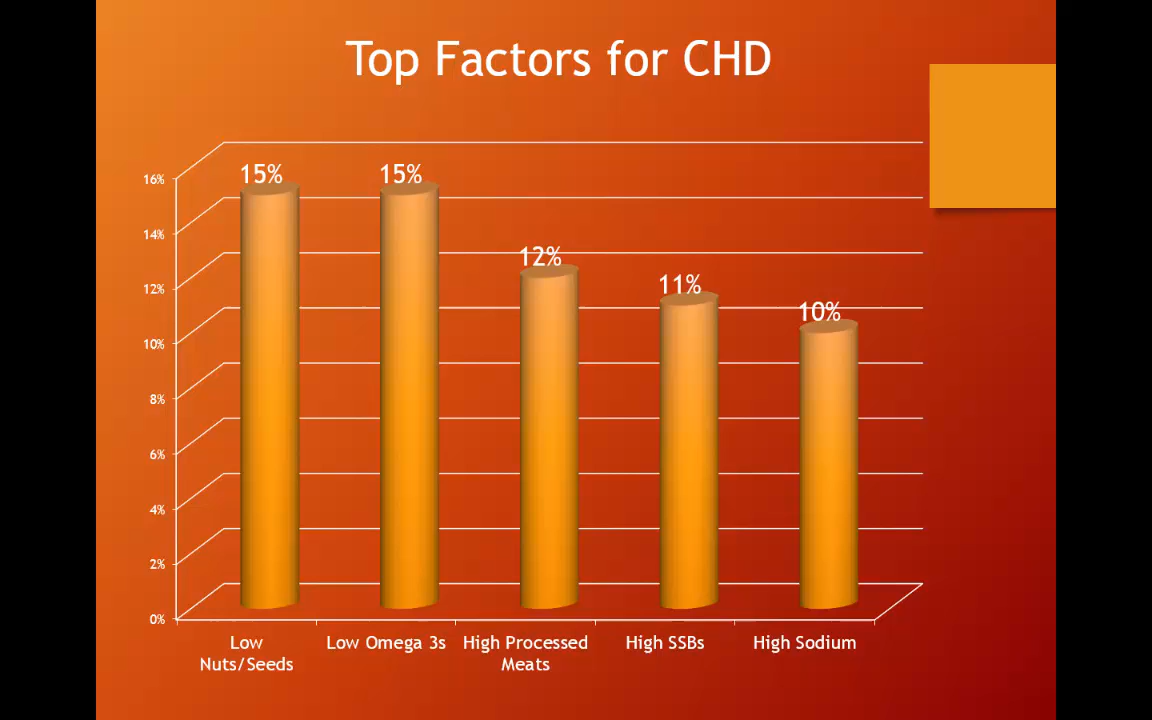 Top Factors for CHD
15%
15%
12%
11%
10%
16%
14%
12%
10%
8%
6%
4%
2%
0%
Low
Nuts/Seeds
Low Omega 3s
High Processed
Meats
High SSBs
High Sodium